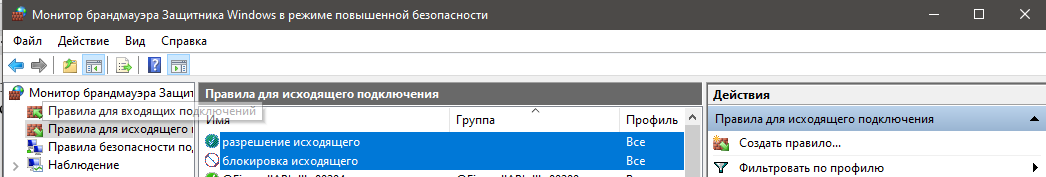 Монитор брандмауэра Защитника Windows в режиме повышенной безопасности
Файл Действие Вид Справка
Монитор брандмауэра Защит
Правила для входящих подключений
Правила для исходящего
Правила безопасности по
Наблюдение
Правила для исходящего подключения
Имя Группа Профиль
разрешение исходящего Все
блокировка исходящего Все
Действия
Правила для исходящего подключения
Создать правило...
Фильтровать по профилю